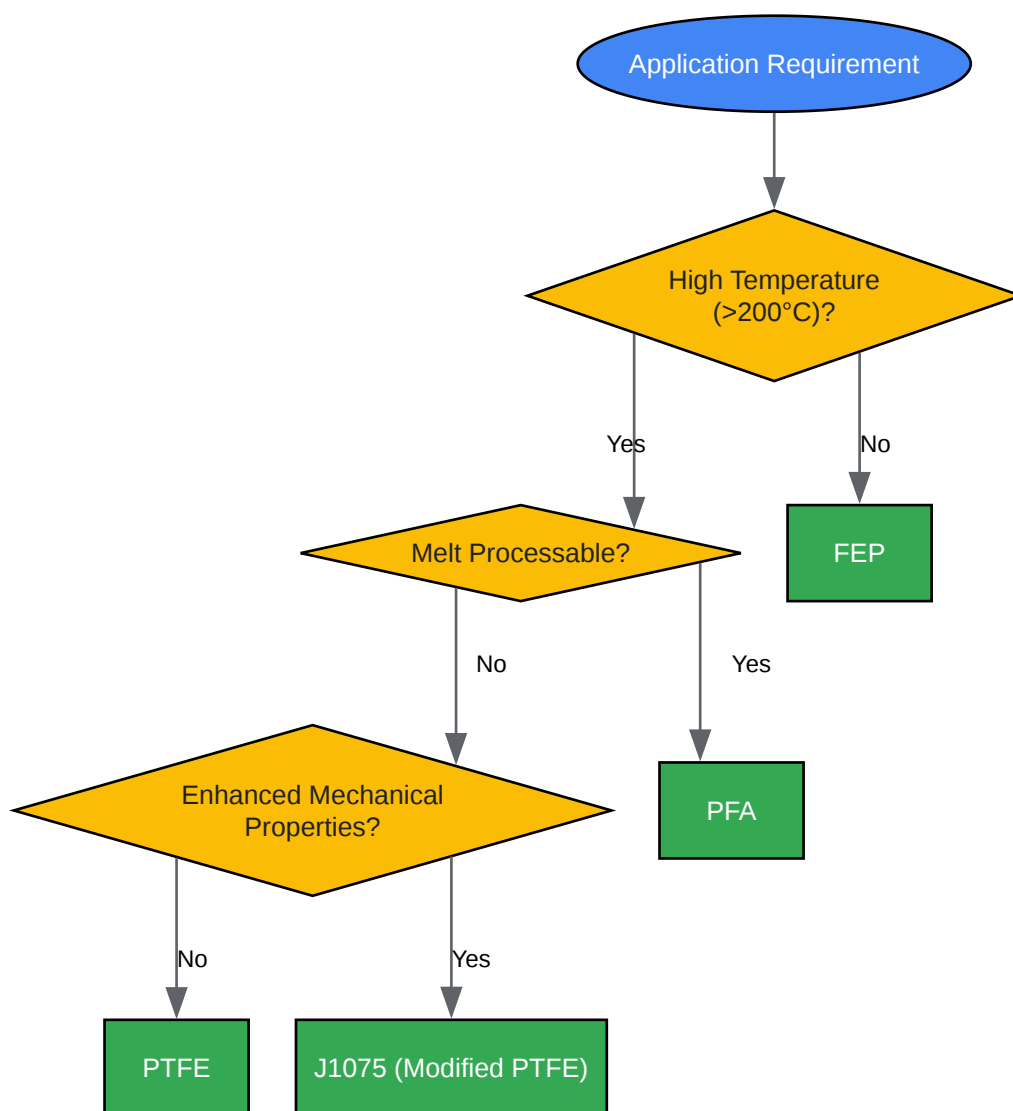 Application Requirement
High Temperature
(>200°C)?
Yes
No
Melt Processable?
FEP
No
Yes
Enhanced Mechanical
Properties?
PFA
No
Yes
PTFE
J1075 (Modified PTFE)